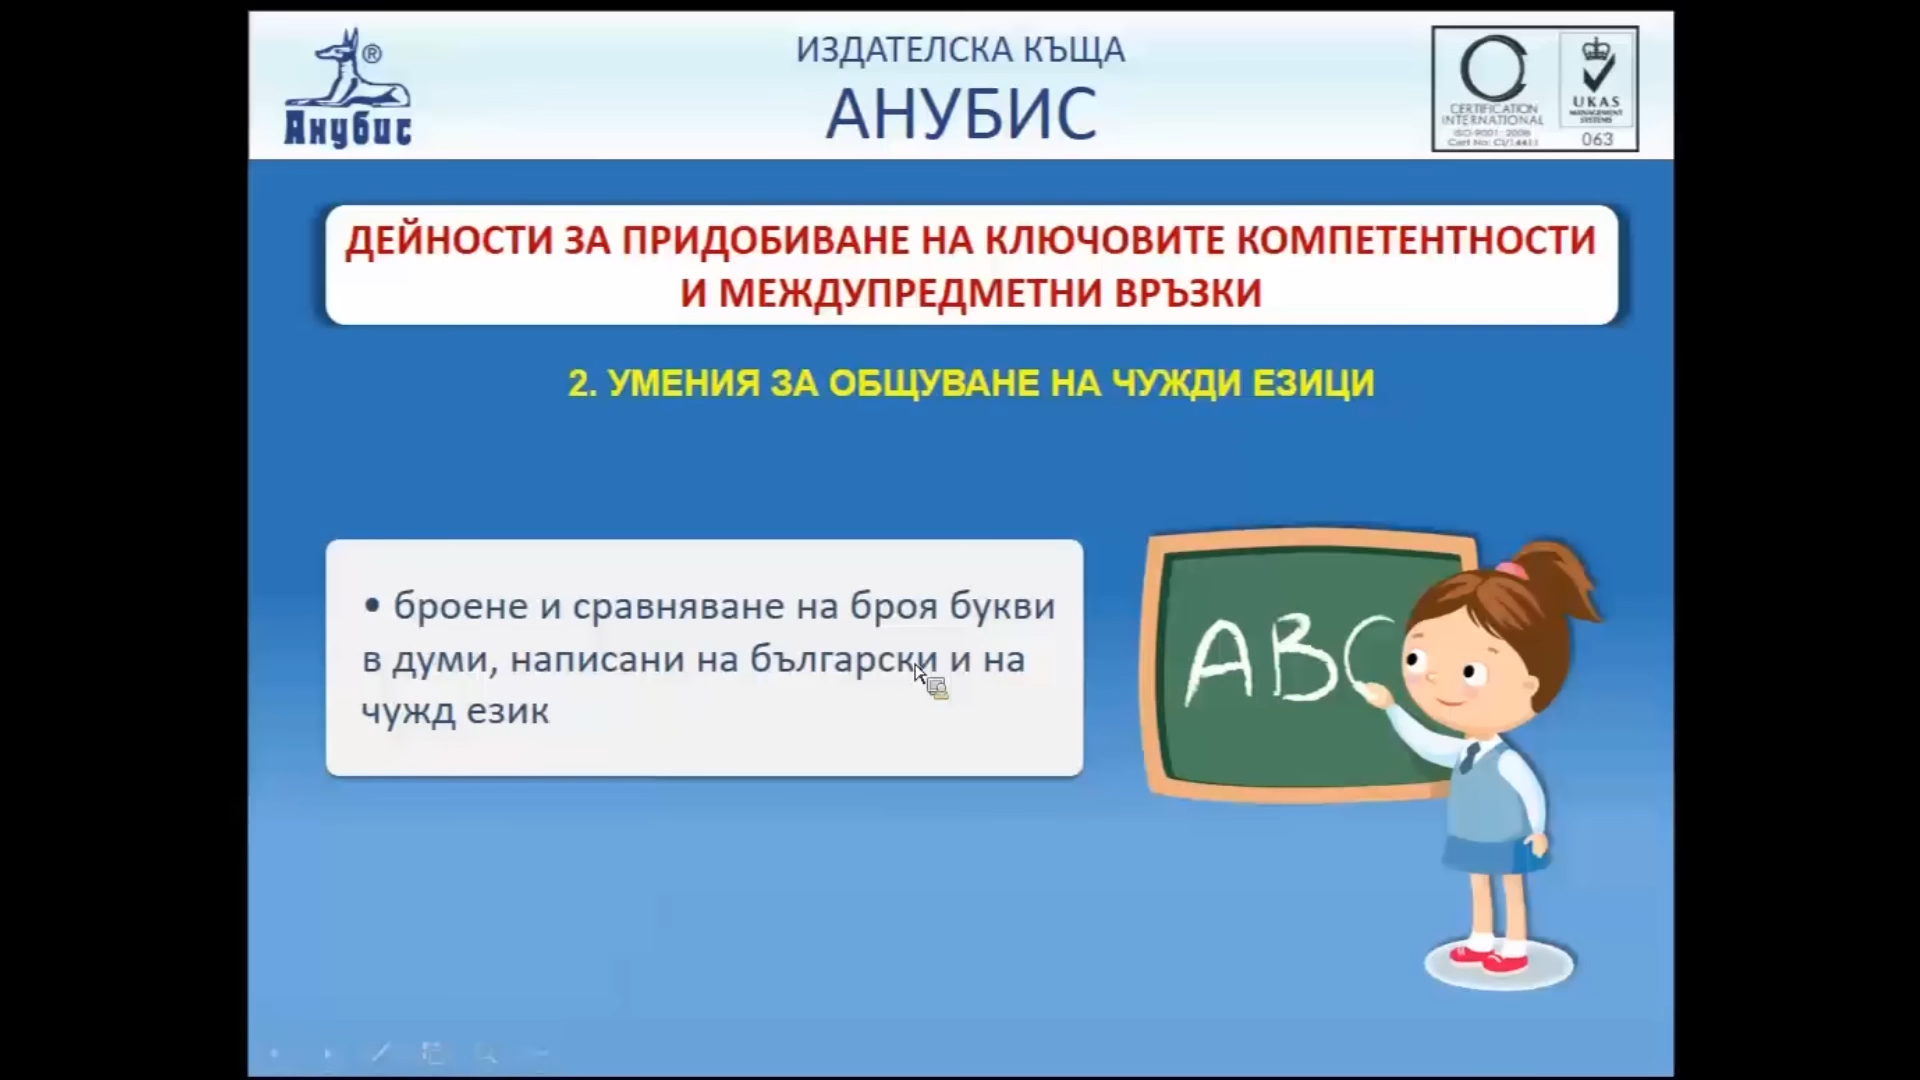 ИЗДАТЕЛСКА КЪЩА
АНУБИС
®
Анубис
CERTIFICATION
INTERNATIONAL
ISO-9001: 2008
Cert No: CI/14411
UKAS
MANAGEMENT
SYSTEMS
063
ДЕЙНОСТИ ЗА ПРИДОБИВАНЕ НА КЛЮЧОВИТЕ КОМПЕТЕНТНОСТИ
И МЕЖДУПРЕДМЕТНИ ВРЪЗКИ
2. УМЕНИЯ ЗА ОБЩУВАНЕ НА ЧУЖДИ ЕЗИЦИ
• броене и сравняване на броя букви
в думи, написани на български и на
чужд език
ABC